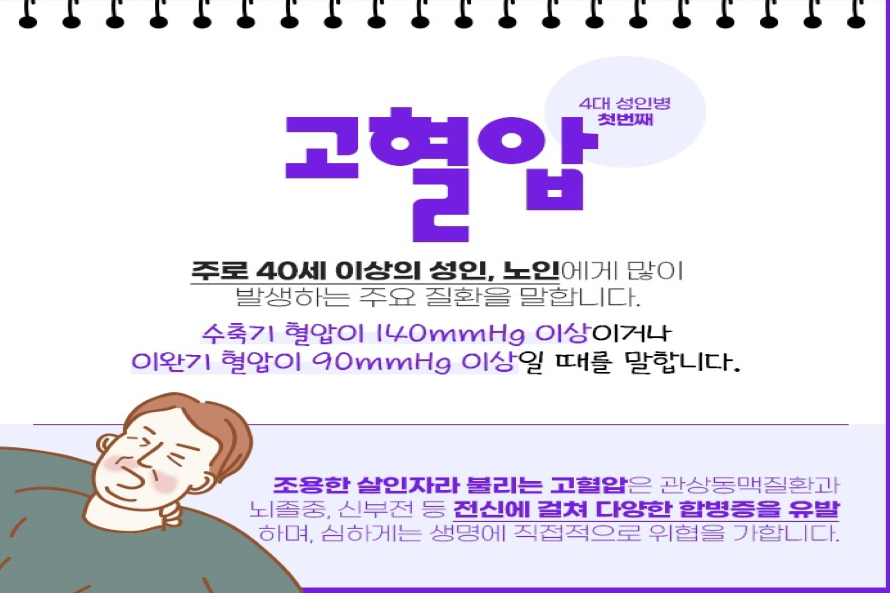 4대 성인병
첫번째
고혈압
주로 40세 이상의 성인, 노인에게 많이
발생하는 주요 질환을 말합니다.
수축기 혈압이 140mmHg 이상이거나
이완기 혈압이 90mmHg 이상일 때를 말합니다.
조용한 살인자라 불리는 고혈압은 관상동맥질환과
뇌졸중, 신부전 등 전신에 걸쳐 다양한 합병증을 유발
하며, 심하게는 생명에 직접적으로 위협을 가합니다.